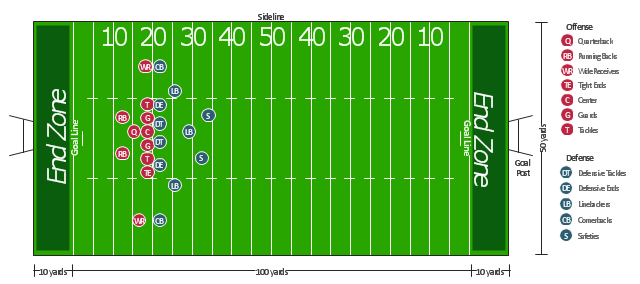 Sideline
10 20 30 40 50 40 30 20 10
Offense
Q Quarterback
RB Running Backs
WR Wide Receivers
TE Tight Ends
C Center
G Guards
T Tackles
Defense
DT Defensive Tackles
DE Defensive Ends
LB Linebackers
CB Cornerbacks
S Safeties
WR CB
LB
T DE
RB G S
DT
Q C LB
G DT
RB T S
DE
TE
LB
WR CB
End Zone
Goal Line
Goal Line
End Zone
Goal
Post
50 yards
10 yards 100 yards 10 yards